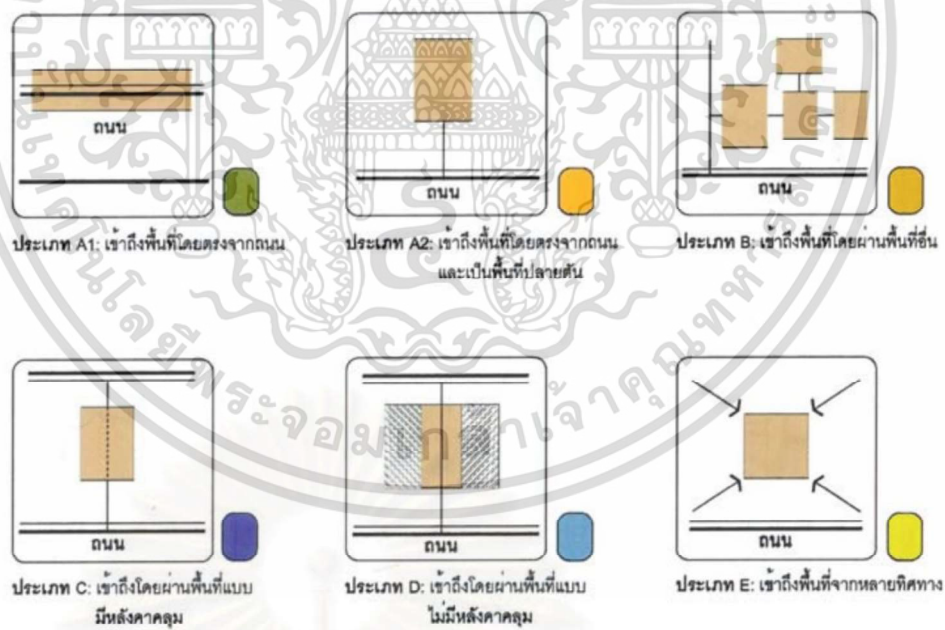 ถนน
ถนน
ถนน
ประเภท A1: เข้าถึงพื้นที่โดยตรงจากถนน
ประเภท A2: เข้าถึงพื้นที่โดยตรงจากถนน
และเป็นพื้นที่ปลายตัน
ประเภท B: เข้าถึงพื้นที่โดยผ่านพื้นที่อื่น
ถนน
ถนน
ถนน
ประเภท C: เข้าถึงโดยผ่านพื้นที่แบบ
มีหลังคาคลุม
ประเภท D: เข้าถึงโดยผ่านพื้นที่แบบ
ไม่มีหลังคาคลุม
ประเภท E: เข้าถึงพื้นที่จากหลายทิศทาง